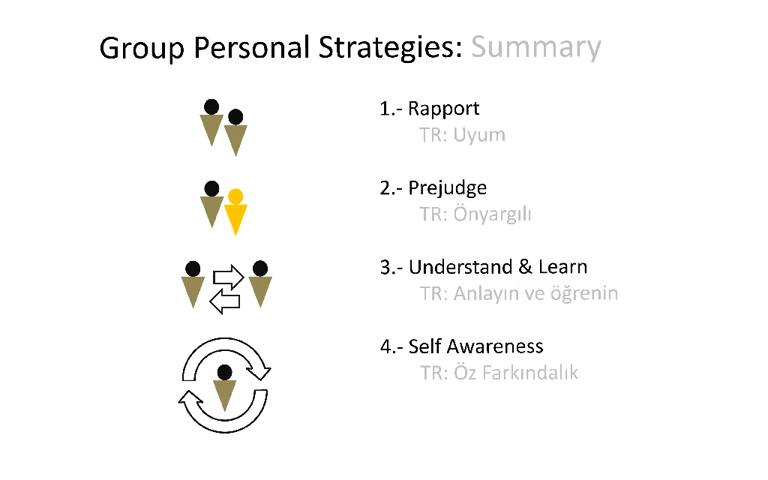 Group Personal Strategies: Summary
1.- Rapport
TR: Uyum
2.- Prejudge
TR: Önyargılı
3.- Understand & Learn
TR: Anlayın ve öğrenin
4.- Self Awareness
TR: Öz Farkındalık